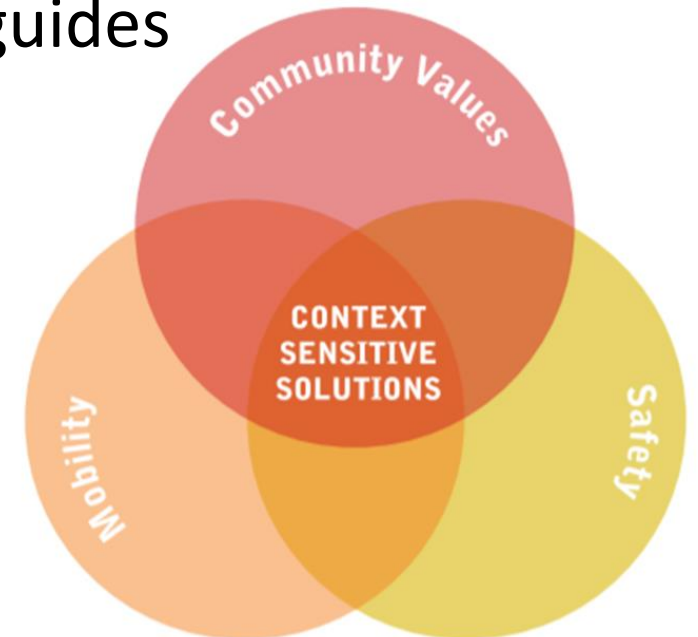 guides
Community Values
CONTEXT
SENSITIVE
SOLUTIONS
Mobility
Safety